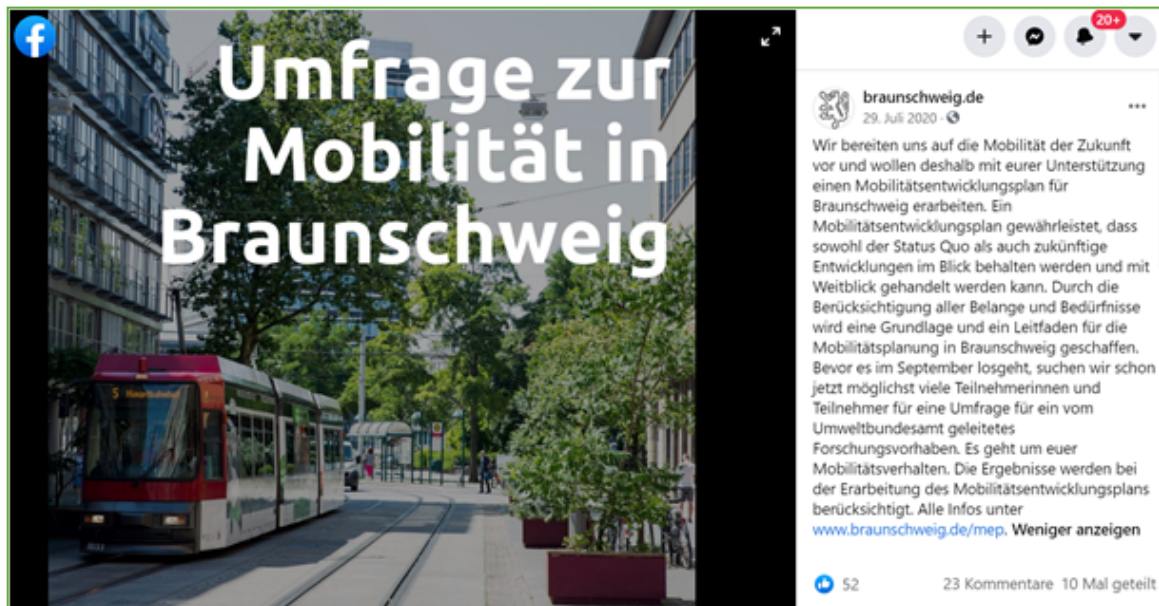 Umfrage zur
Mobilität in
Braunschweig
5 Hauptbahnhof
20+
braunschweig.de
29. Juli 2020 ·
Wir bereiten uns auf die Mobilität der Zukunft
vor und wollen deshalb mit eurer Unterstützung
einen Mobilitätsentwicklungsplan für
Braunschweig erarbeiten. Ein
Mobilitätsentwicklungsplan gewährleistet, dass
sowohl der Status Quo als auch zukünftige
Entwicklungen im Blick behalten werden und mit
Weitblick gehandelt werden kann. Durch die
Berücksichtigung aller Belange und Bedürfnisse
wird eine Grundlage und ein Leitfaden für die
Mobilitätsplanung in Braunschweig geschaffen.
Bevor es im September losgeht, suchen wir schon
jetzt möglichst viele Teilnehmerinnen und
Teilnehmer für eine Umfrage für ein vom
Umweltbundesamt geleitetes
Forschungsvorhaben. Es geht um euer
Mobilitätsverhalten. Die Ergebnisse werden bei
der Erarbeitung des Mobilitätsentwicklungsplans
berücksichtigt. Alle Infos unter
www.braunschweig.de/mep. Weniger anzeigen
52
23 Kommentare 10 Mal geteilt